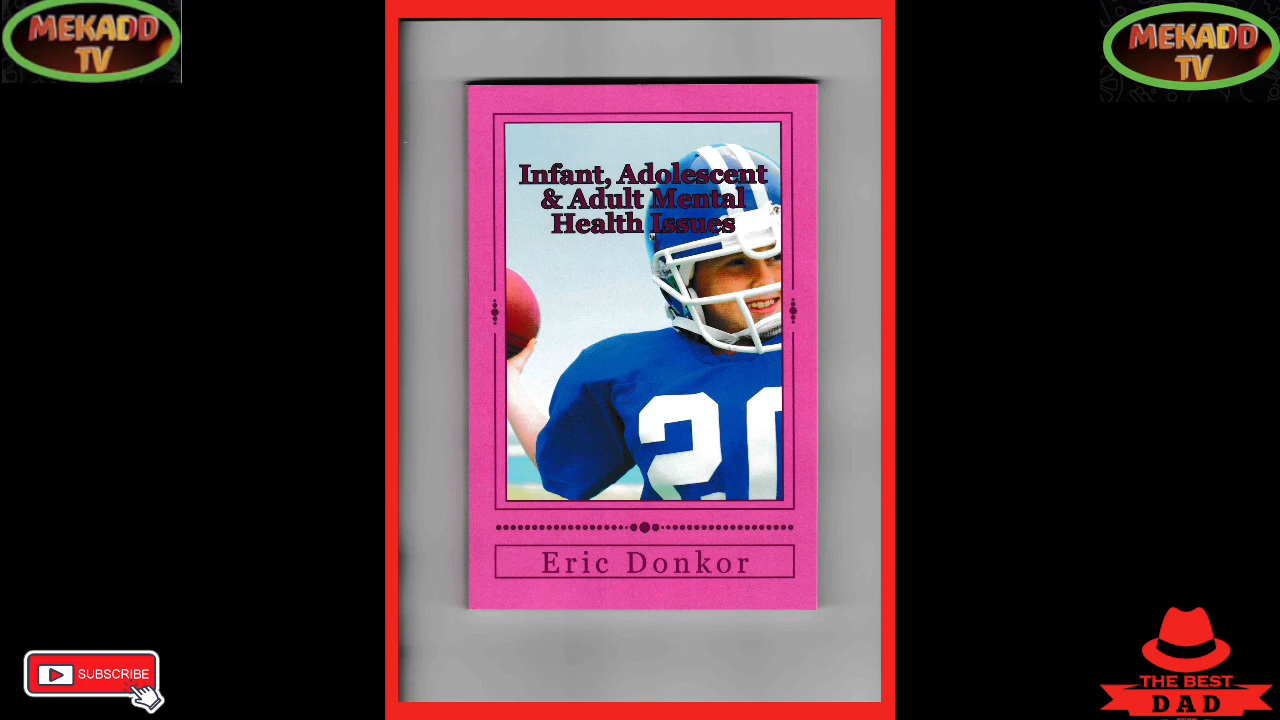 MEKADD
TV
MEKADD
TV
Infant, Adolescent
& Adult Mental
Health Issues
20
Eric Donkor
SUBSCRIBE
THE BEST
DAD